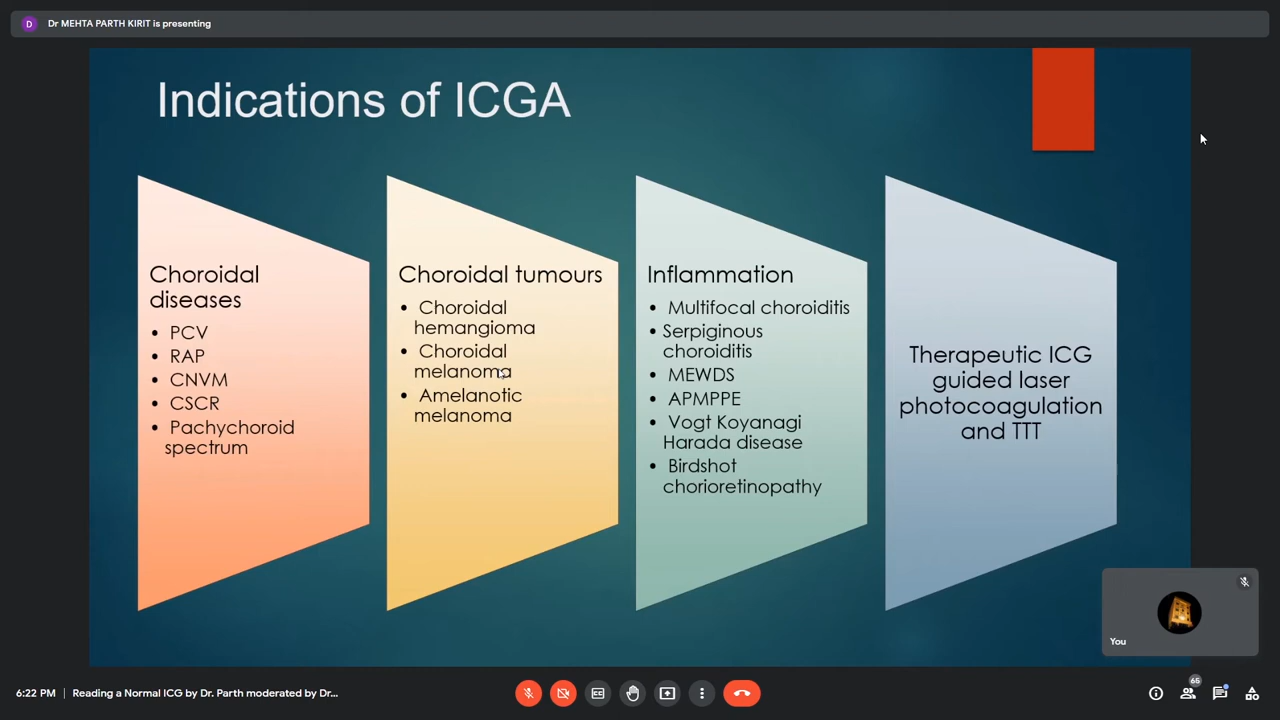 D Dr MEHTA PARTH KIRIT is presenting
Indications of ICGA
Choroidal
diseases
• PCV
• RAP
• CNVM
• CSCR
• Pachychoroid
spectrum
Choroidal tumours
• Choroidal
hemangioma
• Choroidal
melanoma
• Amelanotic
melanoma
Inflammation
• Multifocal choroiditis
• Serpiginous
choroiditis
• MEWDS
• APMPPE
• Vogt Koyanagi
Harada disease
• Birdshot
chorioretinopathy
Therapeutic ICG
guided laser
photocoagulation
and TTT
You
6:22 PM | Reading a Normal ICG by Dr. Parth moderated by Dr...
CC
65